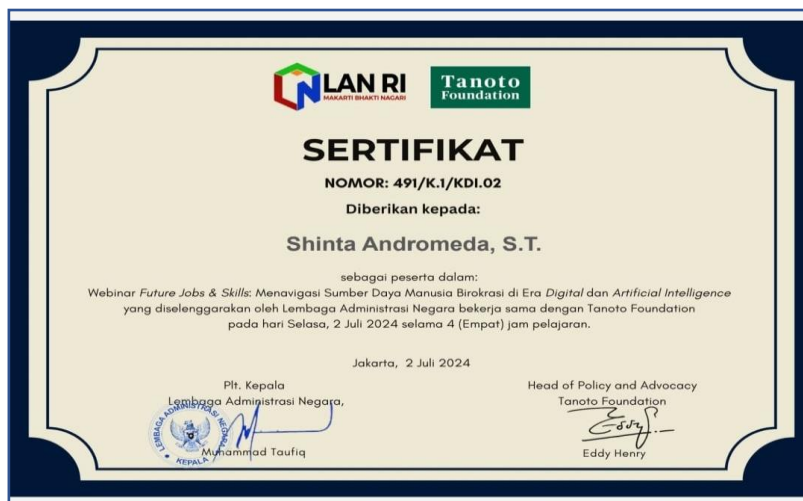 LAN RI
MAKARTI BHAKTI NAGARI
Tanoto
Foundation
SERTIFIKAT
NOMOR: 491/K.1/KDI.02
Diberikan kepada:
Shinta Andromeda, S.T.
sebagai peserta dalam:
Webinar Future Jobs & Skills: Menavigasi Sumber Daya Manusia Birokrasi di Era Digital dan Artificial Intelligence
yang diselenggarakan oleh Lembaga Administrasi Negara bekerja sama dengan Tanoto Foundation
pada hari Selasa, 2 Juli 2024 selama 4 (Empat) jam pelajaran.
Jakarta, 2 Juli 2024
Plt. Kepala
Lembaga Administrasi Negara,
LEMBAGA ADMINISTRASI NEGARA
KEPALA
Muhammad Taufiq
Head of Policy and Advocacy
Tanoto Foundation
Eddy Henry